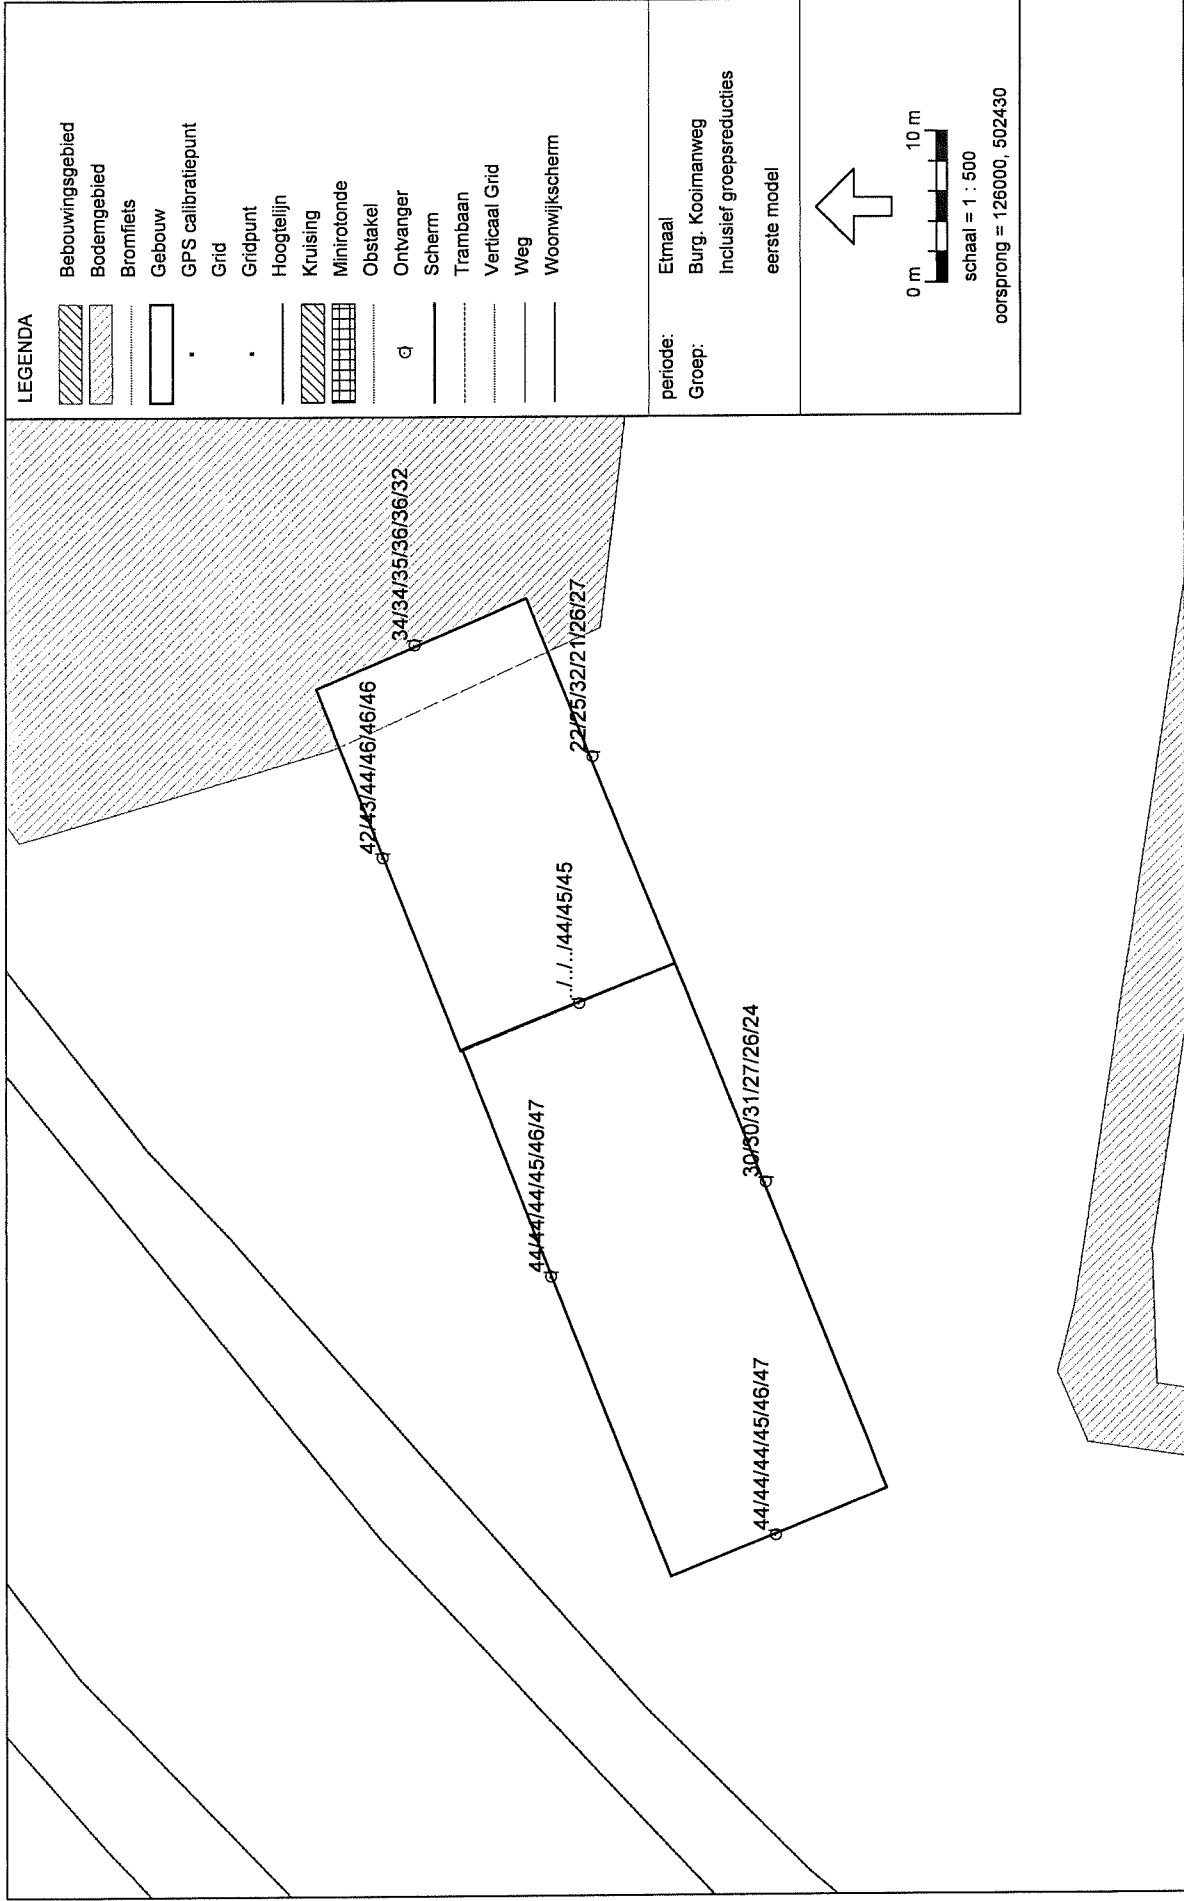 LEGENDA
Bebouwingsgebied
Bodemgebied
Bromfiets
Gebouw
GPS calibratiepunt
Grid
Gridpunt
Hoogtelijn
Kruising
Minirotonde
Obstakel
Ontvanger
Scherm
Trambaan
Verticaal Grid
Weg
Woonwijkscherm
periode: Etmaal
Groep: Burg. Kooimanweg
Inclusief groepsreducties
eerste model
0 m 10 m
schaal = 1 : 500
oorsprong = 126000, 502430
42/43/44/46/46/46
34/34/35/36/36/32
44/44/44/45/46/47
../../../44/45/45
22/25/32/21/26/27
44/44/44/45/46/47
30/30/31/27/26/24